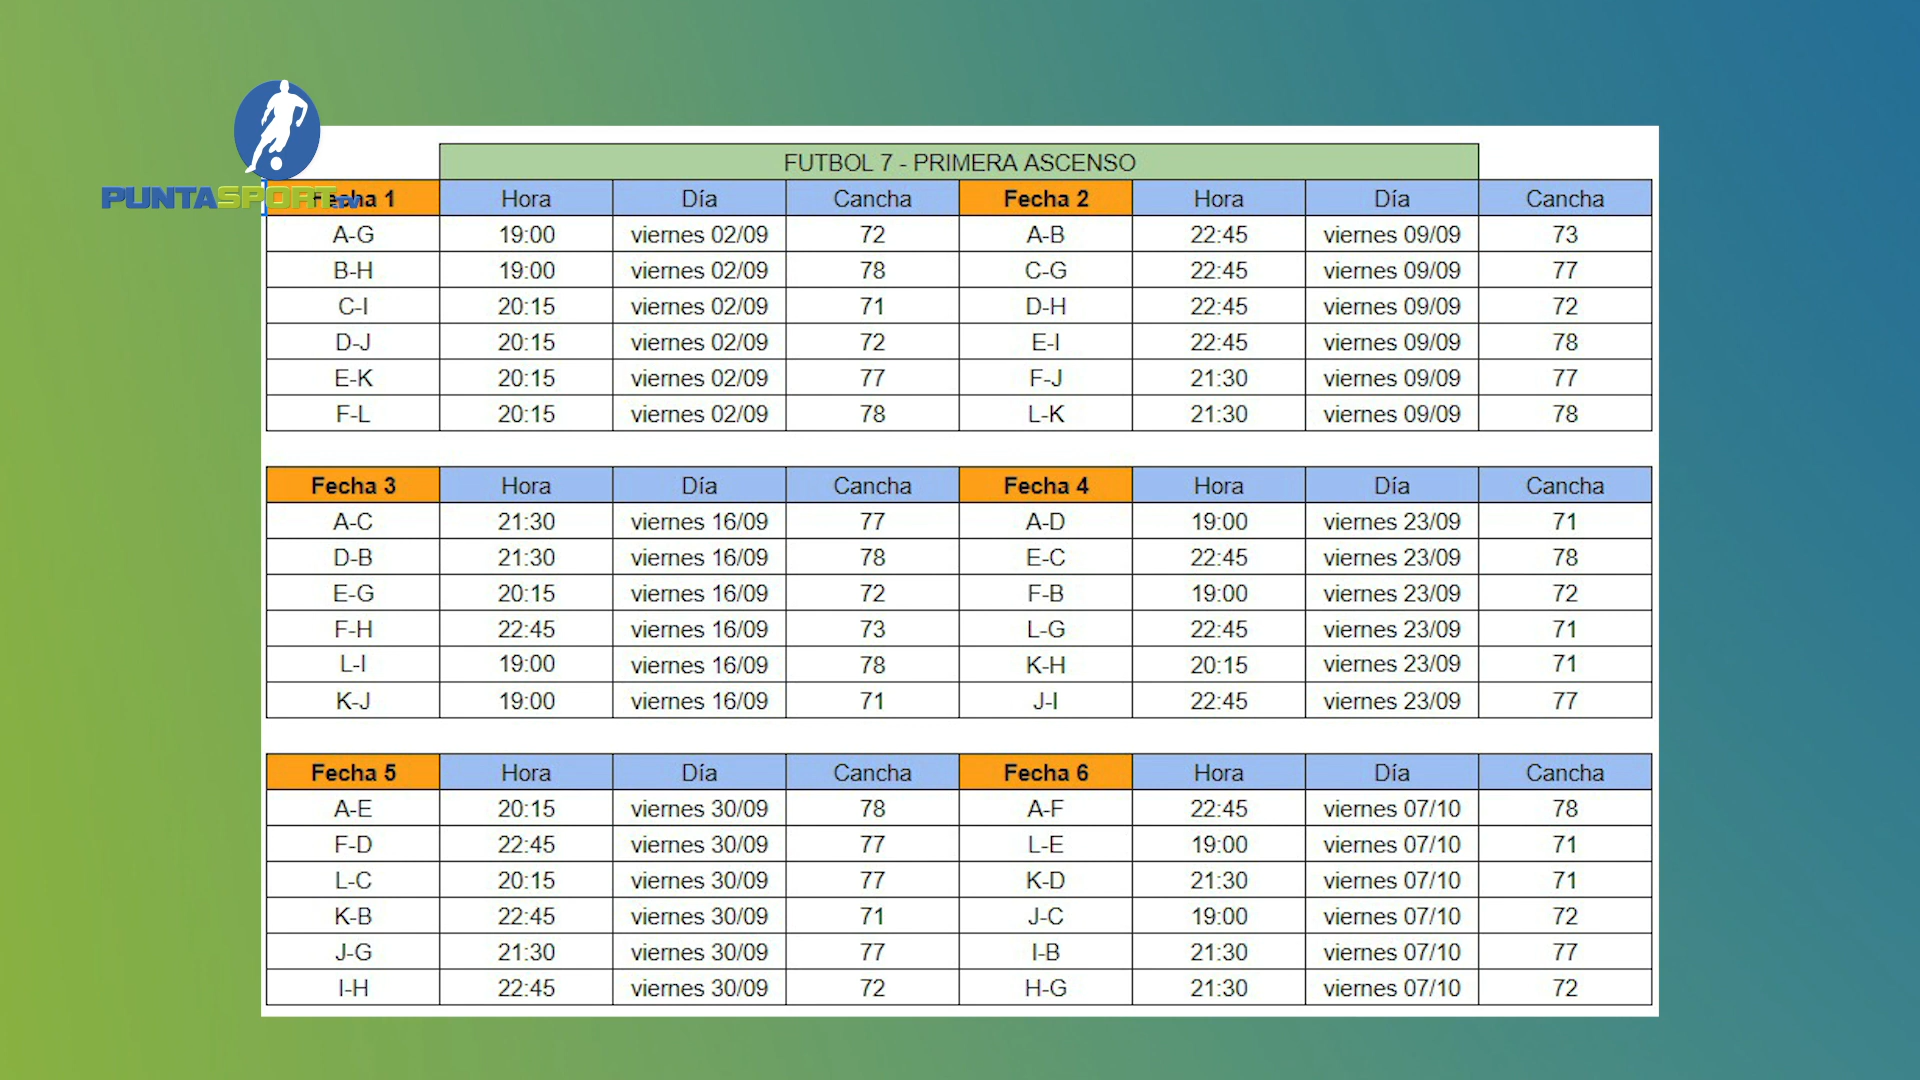 PUNTASPORT TV
FUTBOL 7 - PRIMERA ASCENSO
Fecha 1 Hora Día Cancha Fecha 2 Hora Día Cancha
A-G 19:00 viernes 02/09 72 A-B 22:45 viernes 09/09 73
B-H 19:00 viernes 02/09 78 C-G 22:45 viernes 09/09 77
C-I 20:15 viernes 02/09 71 D-H 22:45 viernes 09/09 72
D-J 20:15 viernes 02/09 72 E-I 22:45 viernes 09/09 78
E-K 20:15 viernes 02/09 77 F-J 21:30 viernes 09/09 77
F-L 20:15 viernes 02/09 78 L-K 21:30 viernes 09/09 78
Fecha 3 Hora Día Cancha Fecha 4 Hora Día Cancha
A-C 21:30 viernes 16/09 77 A-D 19:00 viernes 23/09 71
D-B 21:30 viernes 16/09 78 E-C 22:45 viernes 23/09 78
E-G 20:15 viernes 16/09 72 F-B 19:00 viernes 23/09 72
F-H 22:45 viernes 16/09 73 L-G 22:45 viernes 23/09 71
L-I 19:00 viernes 16/09 78 K-H 20:15 viernes 23/09 71
K-J 19:00 viernes 16/09 71 J-I 22:45 viernes 23/09 77
Fecha 5 Hora Día Cancha Fecha 6 Hora Día Cancha
A-E 20:15 viernes 30/09 78 A-F 22:45 viernes 07/10 78
F-D 22:45 viernes 30/09 77 L-E 19:00 viernes 07/10 71
L-C 20:15 viernes 30/09 77 K-D 21:30 viernes 07/10 71
K-B 22:45 viernes 30/09 71 J-C 19:00 viernes 07/10 72
J-G 21:30 viernes 30/09 77 I-B 21:30 viernes 07/10 77
I-H 22:45 viernes 30/09 72 H-G 21:30 viernes 07/10 72